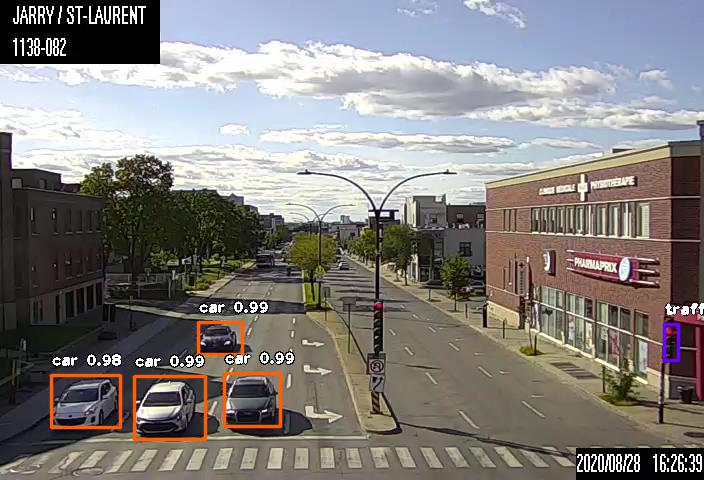 JARRY / ST-LAURENT
1138-082
CLINIQUE MEDICALE PHYSIOTHÉRAPIE
PHARMAPRIX
car 0.99
traff
car 0.98
car 0.99
car 0.99
2020/08/28 16:26:39